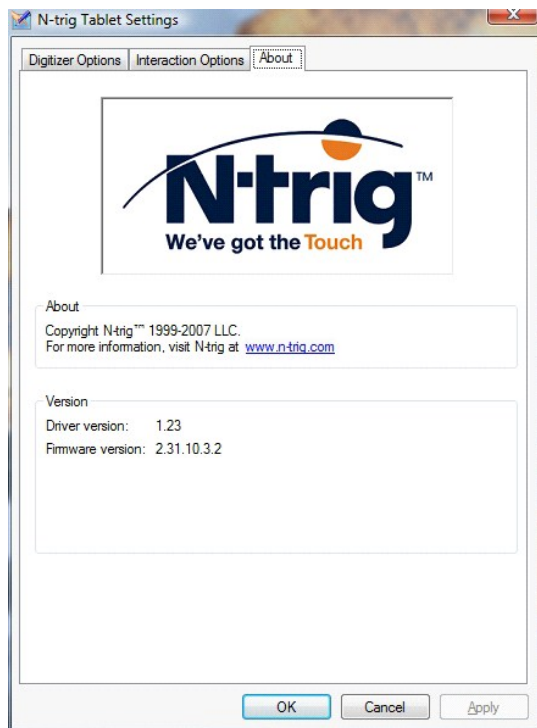 N-trig Tablet Settings
X
Digitizer Options Interaction Options About
N-trig™
We've got the Touch
About
Copyright N-trig™ 1999-2007 LLC.
For more information, visit N-trig at www.n-trig.com
Version
Driver version: 1.23
Firmware version: 2.31.10.3.2
OK Cancel Apply